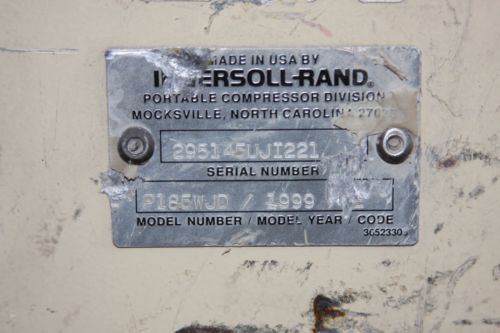 MADE IN USA BY
INGERSOLL-RAND®
PORTABLE COMPRESSOR DIVISION
MOCKSVILLE, NORTH CAROLINA
295145UJI221
SERIAL NUMBER
P185WJD / 1999 /
MODEL NUMBER / MODEL YEAR / CODE